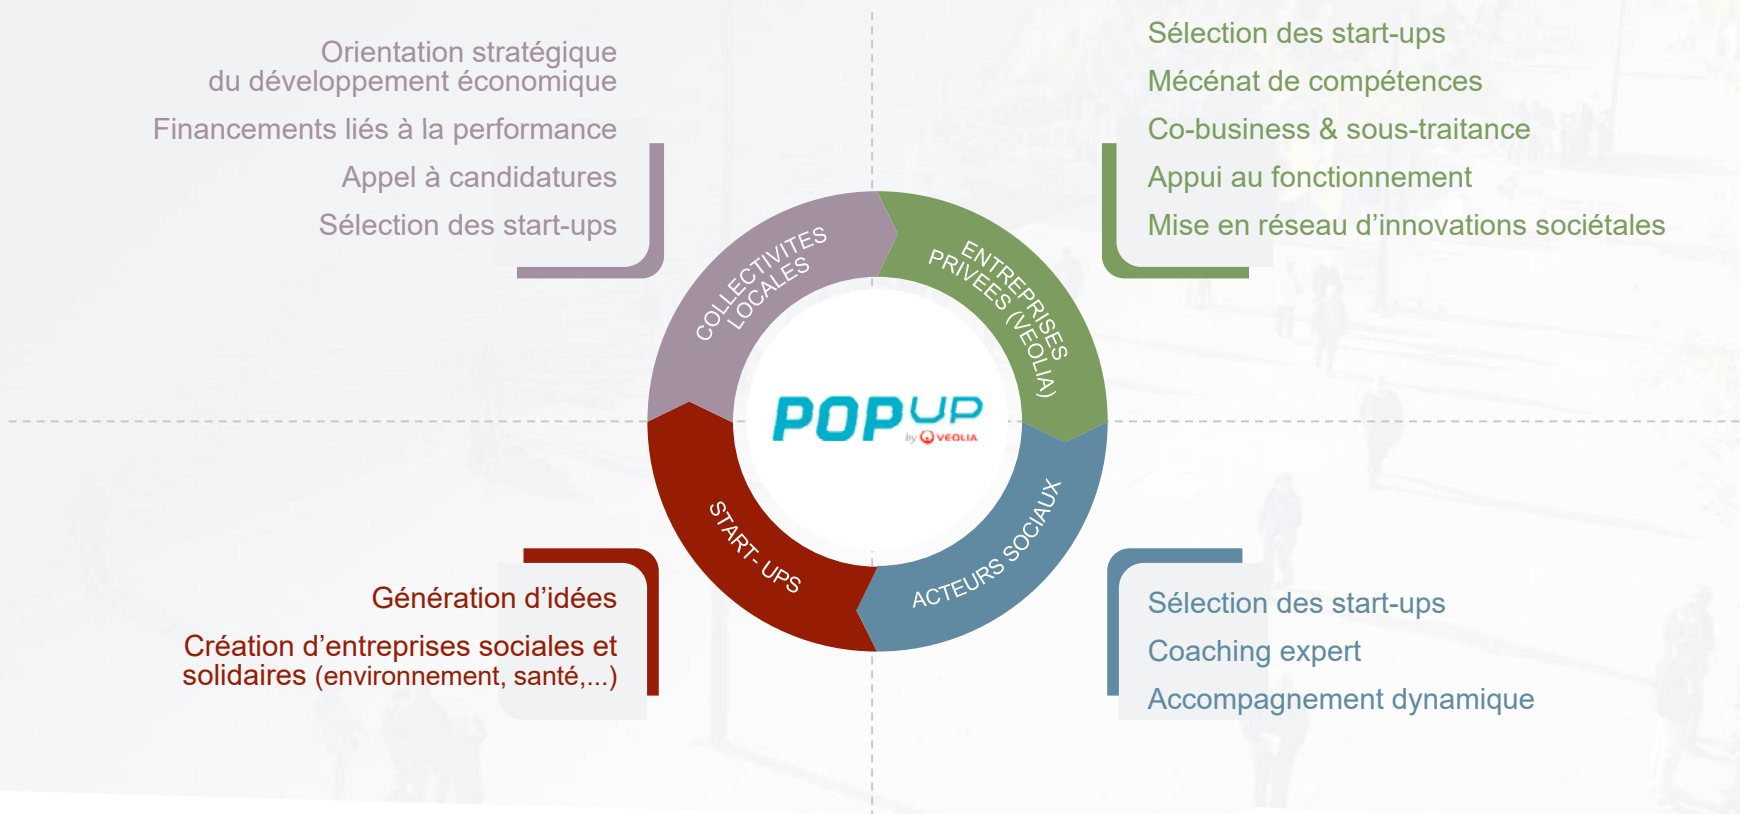 Orientation stratégique
du développement économique
Financements liés à la performance
Appel à candidatures
Sélection des start-ups
Sélection des start-ups
Mécénat de compétences
Co-business & sous-traitance
Appui au fonctionnement
Mise en réseau d’innovations sociétales
COLLECTIVITES
LOCALES
ENTREPRISES
PRIVEES (VEOLIA)
POPUP
by VEOLIA
START- UPS
ACTEURS SOCIAUX
Génération d’idées
Création d’entreprises sociales et
solidaires (environnement, santé,...)
Sélection des start-ups
Coaching expert
Accompagnement dynamique